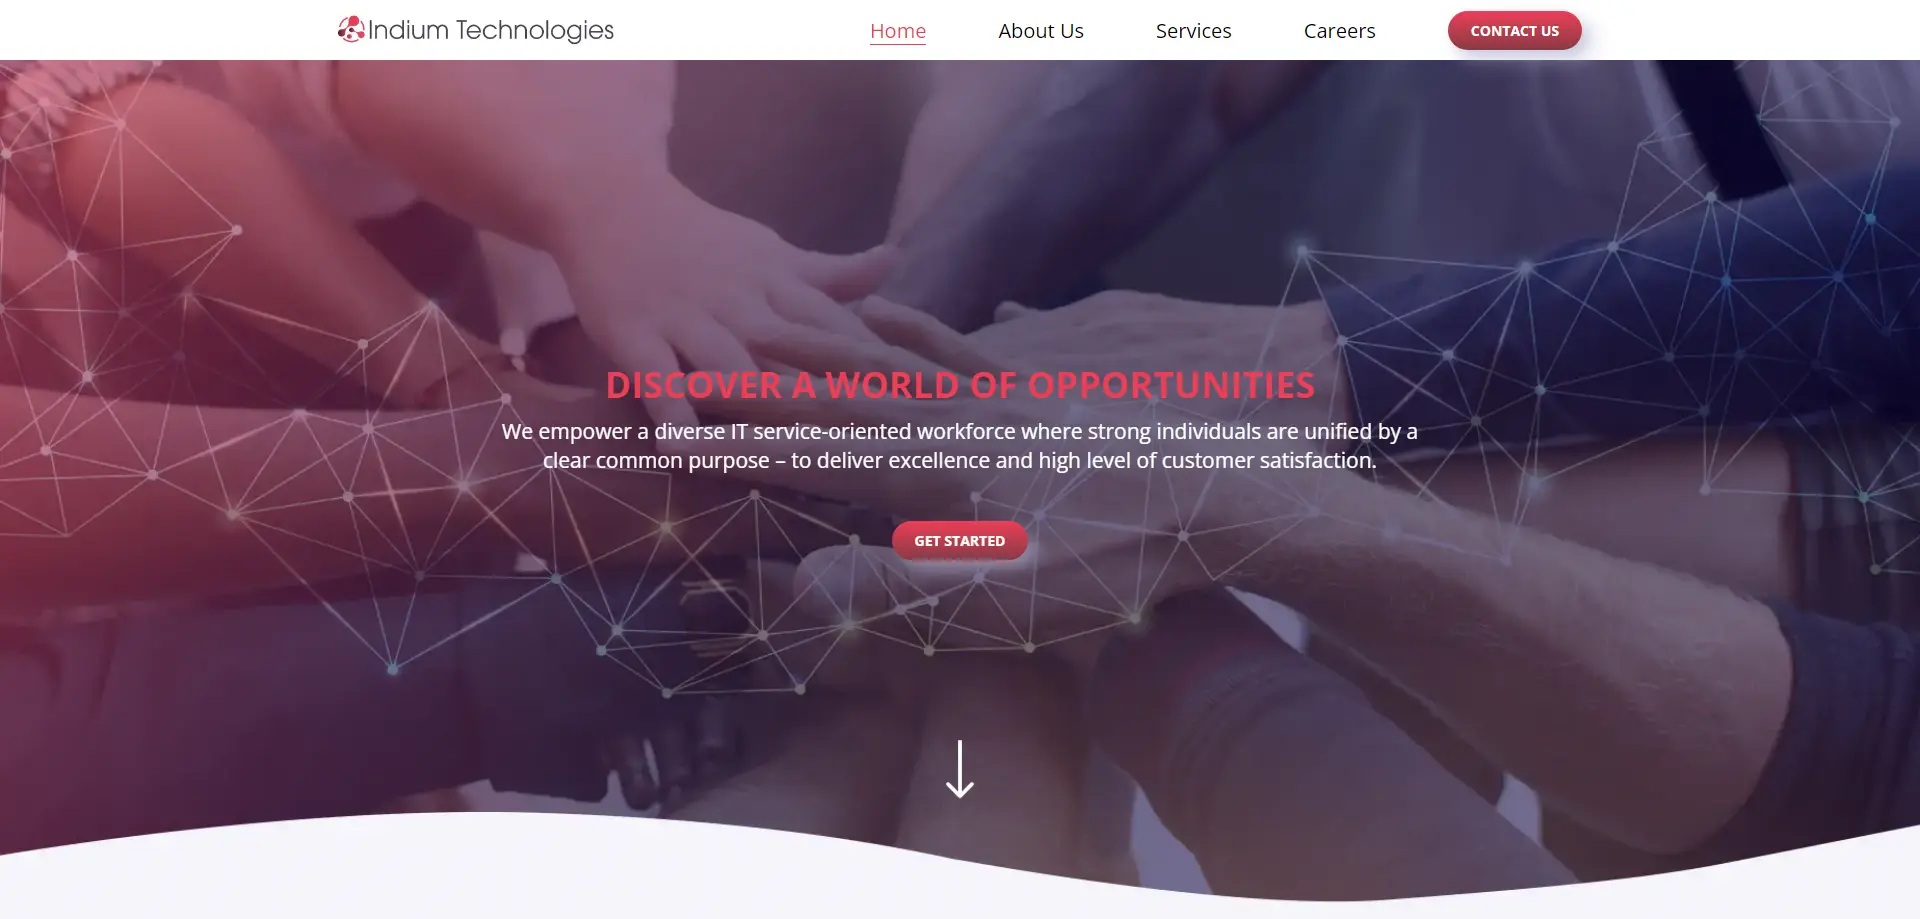 Indium Technologies
Home
About Us
Services
Careers
CONTACT US
DISCOVER A WORLD OF OPPORTUNITIES
We empower a diverse IT service-oriented workforce where strong individuals are unified by a
clear common purpose – to deliver excellence and high level of customer satisfaction.
GET STARTED